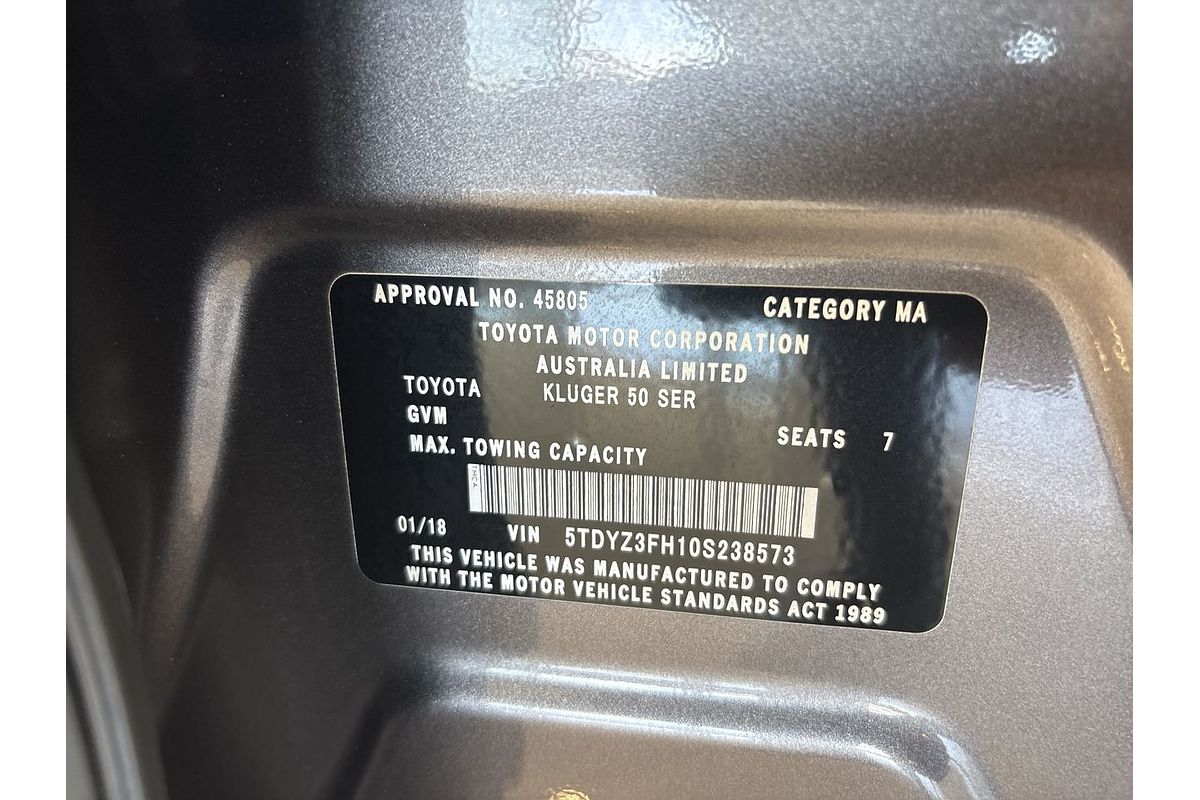 APPROVAL NO. 45805 CATEGORY MA
TOYOTA MOTOR CORPORATION
AUSTRALIA LIMITED
TOYOTA KLUGER 50 SER
GVM
SEATS 7
MAX. TOWING CAPACITY
TMCA
01/18 VIN 5TDYZ3FH10S238573
THIS VEHICLE WAS MANUFACTURED TO COMPLY
WITH THE MOTOR VEHICLE STANDARDS ACT 1989